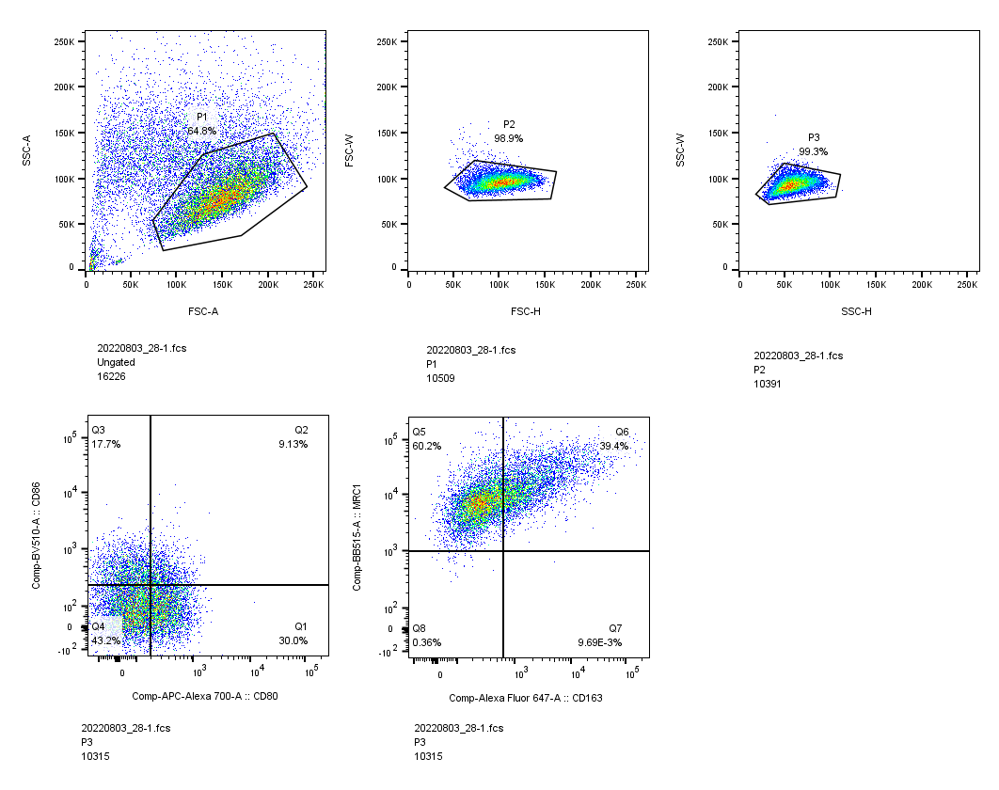 250K
200K
150K
100K
50K
0
SSC-A
P1
64.8%
0
50K
100K
150K
200K
250K
FSC-A
20220803_28-1.fcs
Ungated
16226
250K
200K
150K
100K
50K
0
FSC-W
P2
98.9%
0
50K
100K
150K
200K
250K
FSC-H
20220803_28-1.fcs
P1
10509
250K
200K
150K
100K
50K
0
SSC-W
P3
99.3%
0
50K
100K
150K
200K
250K
SSC-H
20220803_28-1.fcs
P2
10391
10^5
10^4
10^3
10^2
0
-10^2
Comp-BV510-A :: CD86
Q3
17.7%
Q2
9.13%
Q4
43.2%
Q1
30.0%
0
10^3
10^4
10^5
Comp-APC-Alexa 700-A :: CD80
20220803_28-1.fcs
P3
10315
10^5
10^4
10^3
10^2
0
-10^2
Comp-BB515-A :: MRC1
Q5
60.2%
Q6
39.4%
Q8
0.36%
Q7
9.69E-3%
0
10^3
10^4
10^5
Comp-Alexa Fluor 647-A :: CD163
20220803_28-1.fcs
P3
10315